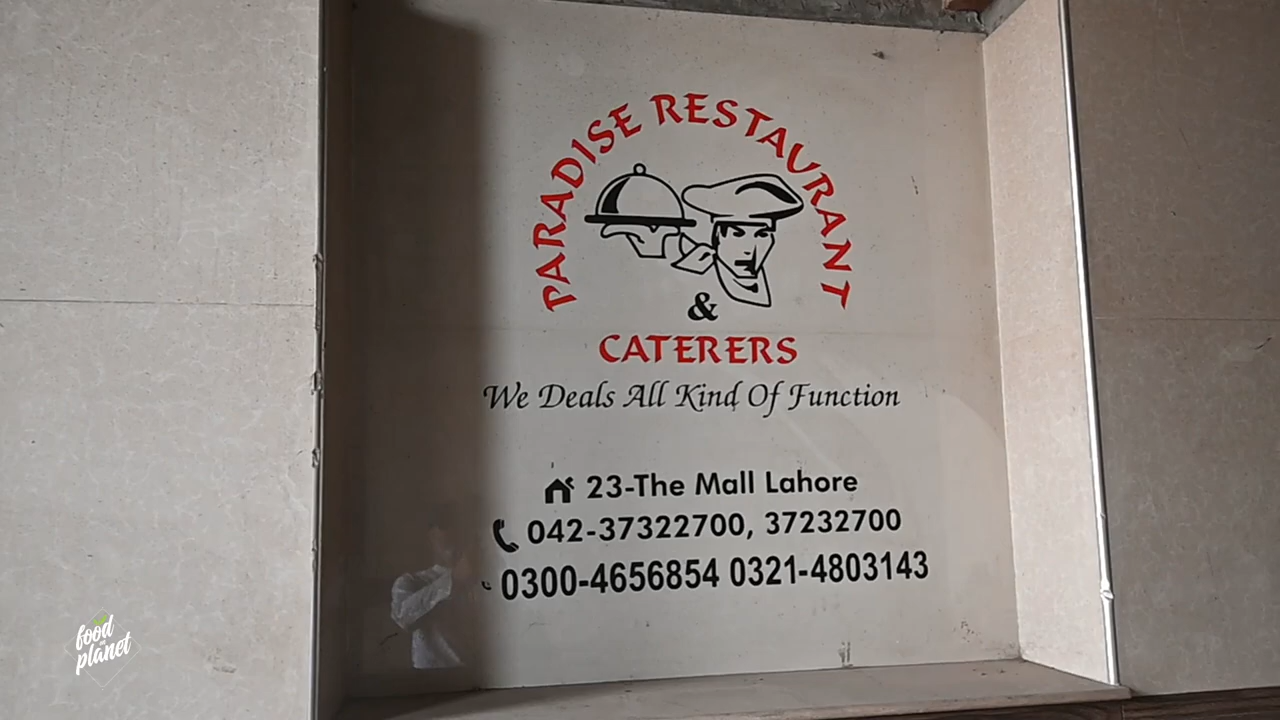 PARADISE RESTAURANT
&
CATERERS
We Deals All Kind Of Function
23-The Mall Lahore
042-37322700, 37232700
0300-4656854 0321-4803143
food
planet